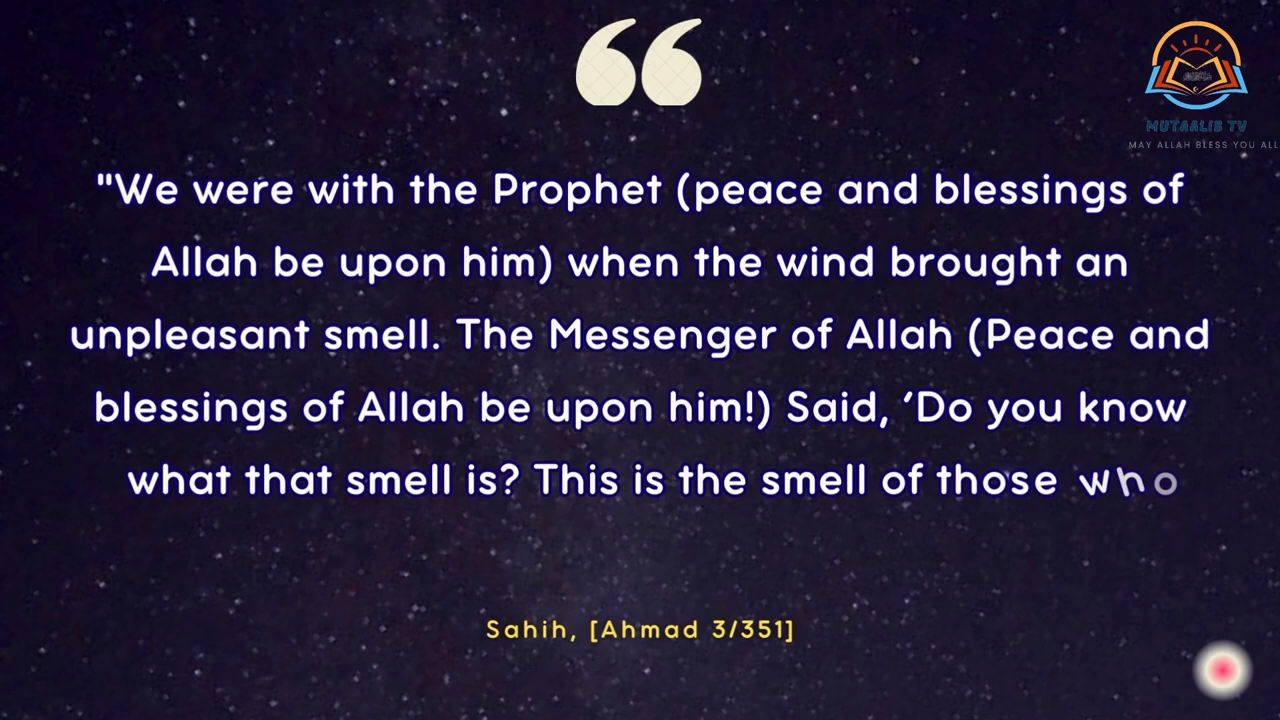 MUTAALIB TV
MAY ALLAH BLESS YOU ALL
"We were with the Prophet (peace and blessings of
Allah be upon him) when the wind brought an
unpleasant smell. The Messenger of Allah (Peace and
blessings of Allah be upon him!) Said, ‘Do you know
what that smell is? This is the smell of those who
Sahih, [Ahmad 3/351]